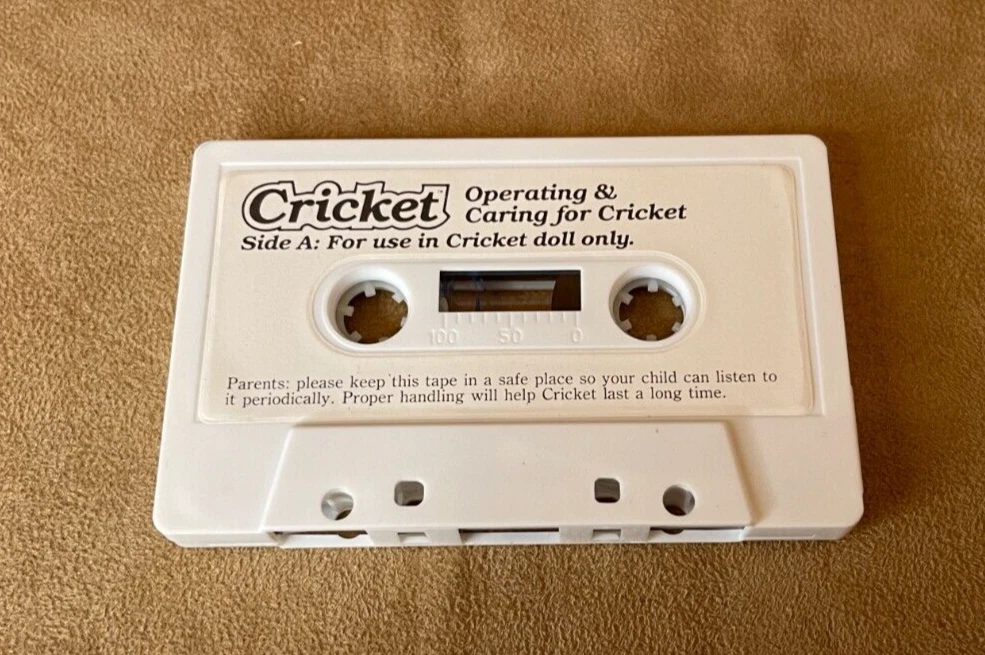 Cricket™ Operating &
Caring for Cricket
Side A: For use in Cricket doll only.
100 50 0
Parents: please keep this tape in a safe place so your child can listen to
it periodically. Proper handling will help Cricket last a long time.